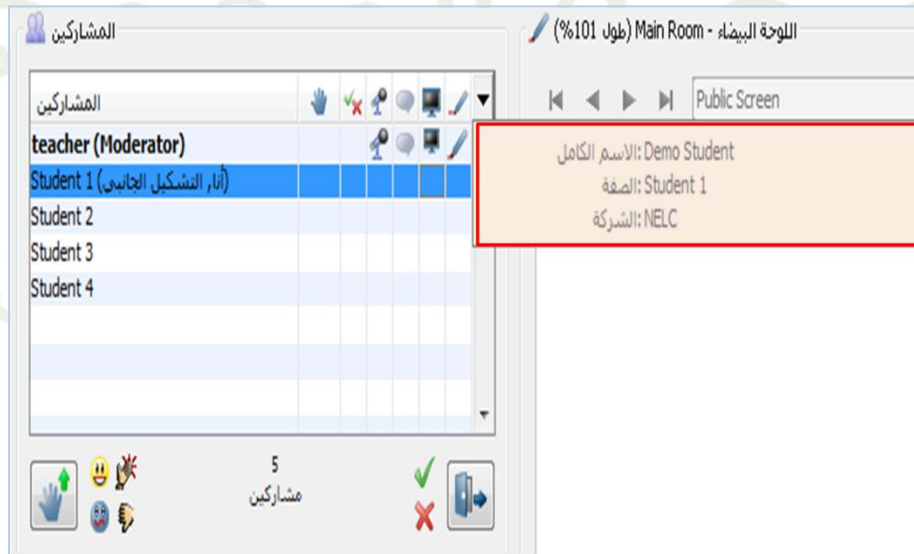 المشاركين
اللوحة البيضاء - Main Room (طول 101%)
المشاركين
Public Screen
teacher (Moderator)
Student 1 (أنا, التشكيل الجانبي)
Student 2
Student 3
Student 4
الاسم الكامل: Demo Student
الصفة: Student 1
الشركة: NELC
5
مشاركين